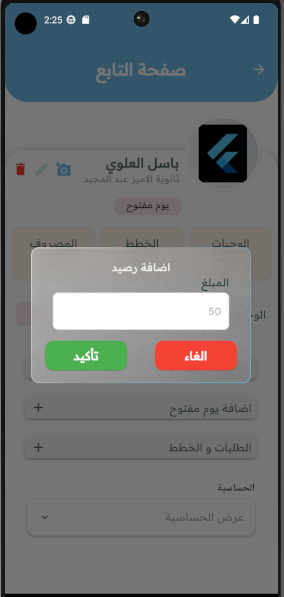 2:25
صفحة التابع
باسل العلوي
ثانوية الامير عبد المجيد
يوم مفتوح
الوجبات الخطط المصروف
اضافة رصيد
المبلغ
50
الغاء تأكيد
اضافة يوم مفتوح
الطلبات و الخطط
الحساسية
عرض الحساسية